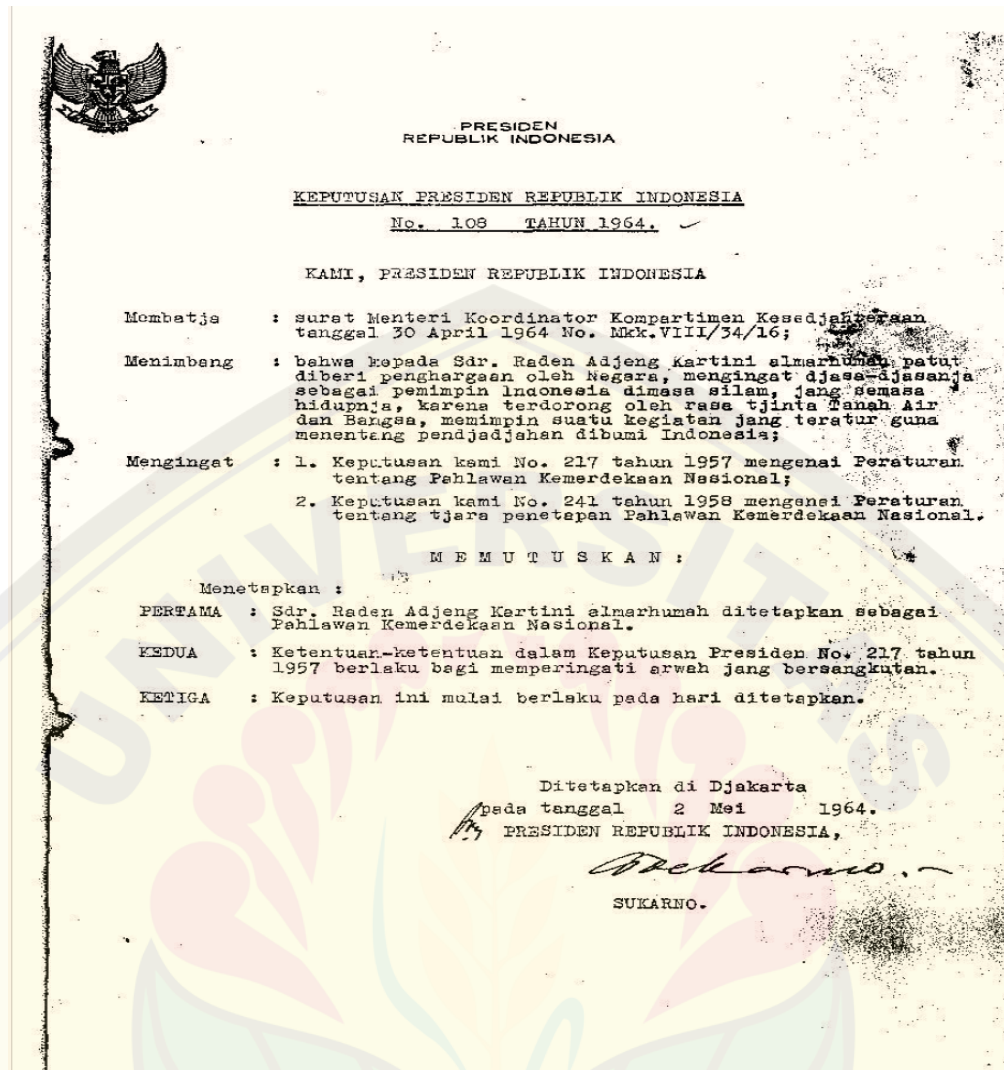 PRESIDEN
REPUBLIK INDONESIA
KEPUTUSAN PRESIDEN REPUBLIK INDONESIA
No. 108 TAHUN 1964.
KAMI, PRESIDEN REPUBLIK INDONESIA
Membatja : surat Menteri Koordinator Kompartimen Kesedjahteraan
tanggal 30 April 1964 No. Mkk.VIII/34/16;
Menimbang : bahwa kepada Sdr. Raden Adjeng Kartini almarhumah patut
diberi penghargaan oleh Negara, mengingat djasa-djasanja
sebagai pemimpin Indonesia dimasa silam, jang semasa
hidupnja, karena terdorong oleh rasa tjinta Tanah Air
dan Bangsa, memimpin suatu kegiatan jang teratur guna
menentang pendjadjahan dibumi Indonesia;
Mengingat : 1. Keputusan kami No. 217 tahun 1957 mengenai Peraturan
tentang Pahlawan Kemerdekaan Nasional;
2. Keputusan kami No. 241 tahun 1958 mengenai Peraturan
tentang tjara penetapan Pahlawan Kemerdekaan Nasional.
M E M U T U S K A N :
Menetapkan :
PERTAMA : Sdr. Raden Adjeng Kartini almarhumah ditetapkan sebagai
Pahlawan Kemerdekaan Nasional.
KEDUA : Ketentuan-ketentuan dalam Keputusan Presiden No. 217 tahun
1957 berlaku bagi memperingati arwah jang bersangkutan.
KETIGA : Keputusan ini mulai berlaku pada hari ditetapkan.
Ditetapkan di Djakarta
pada tanggal 2 Mei 1964.
PRESIDEN REPUBLIK INDONESIA,
Soekarno.-
SUKARNO.
UNIVERSITAS